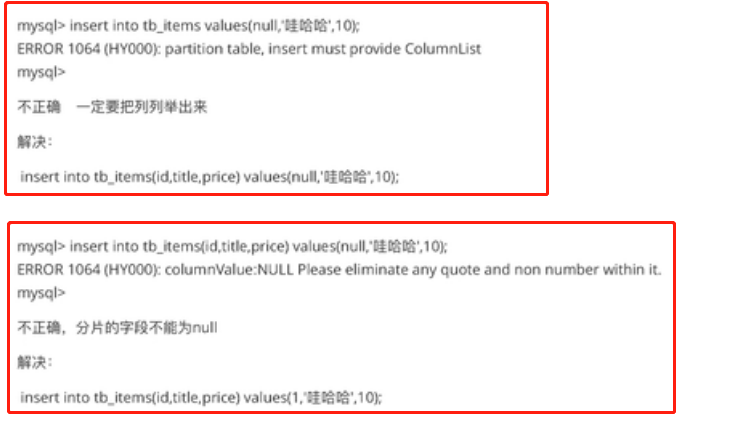 mysql> insert into tb_items values(null,'哇哈哈',10);
ERROR 1064 (HY000): partition table, insert must provide ColumnList
mysql>
不正确 一定要把列列举出来
解决：
insert into tb_items(id,title,price) values(null,'哇哈哈',10);
mysql> insert into tb_items(id,title,price) values(null,'哇哈哈',10);
ERROR 1064 (HY000): columnValue:NULL Please eliminate any quote and non number within it.
mysql>
不正确，分片的字段不能为null
解决：
insert into tb_items(id,title,price) values(1,'哇哈哈',10);